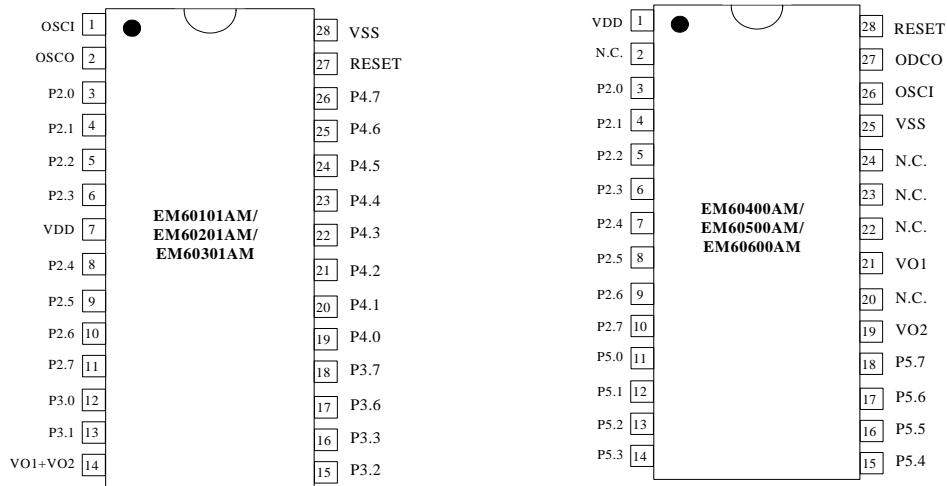 OSCI 1
OSCO 2
P2.0 3
P2.1 4
P2.2 5
P2.3 6
VDD 7
P2.4 8
P2.5 9
P2.6 10
P2.7 11
P3.0 12
P3.1 13
VO1+VO2 14
EM60101AM/
EM60201AM/
EM60301AM
28 VSS
27 RESET
26 P4.7
25 P4.6
24 P4.5
23 P4.4
22 P4.3
21 P4.2
20 P4.1
19 P4.0
18 P3.7
17 P3.6
16 P3.3
15 P3.2
VDD 1
N.C. 2
P2.0 3
P2.1 4
P2.2 5
P2.3 6
P2.4 7
P2.5 8
P2.6 9
P2.7 10
P5.0 11
P5.1 12
P5.2 13
P5.3 14
EM60400AM/
EM60500AM/
EM60600AM
28 RESET
27 ODCO
26 OSCI
25 VSS
24 N.C.
23 N.C.
22 N.C.
21 VO1
20 N.C.
19 VO2
18 P5.7
17 P5.6
16 P5.5
15 P5.4